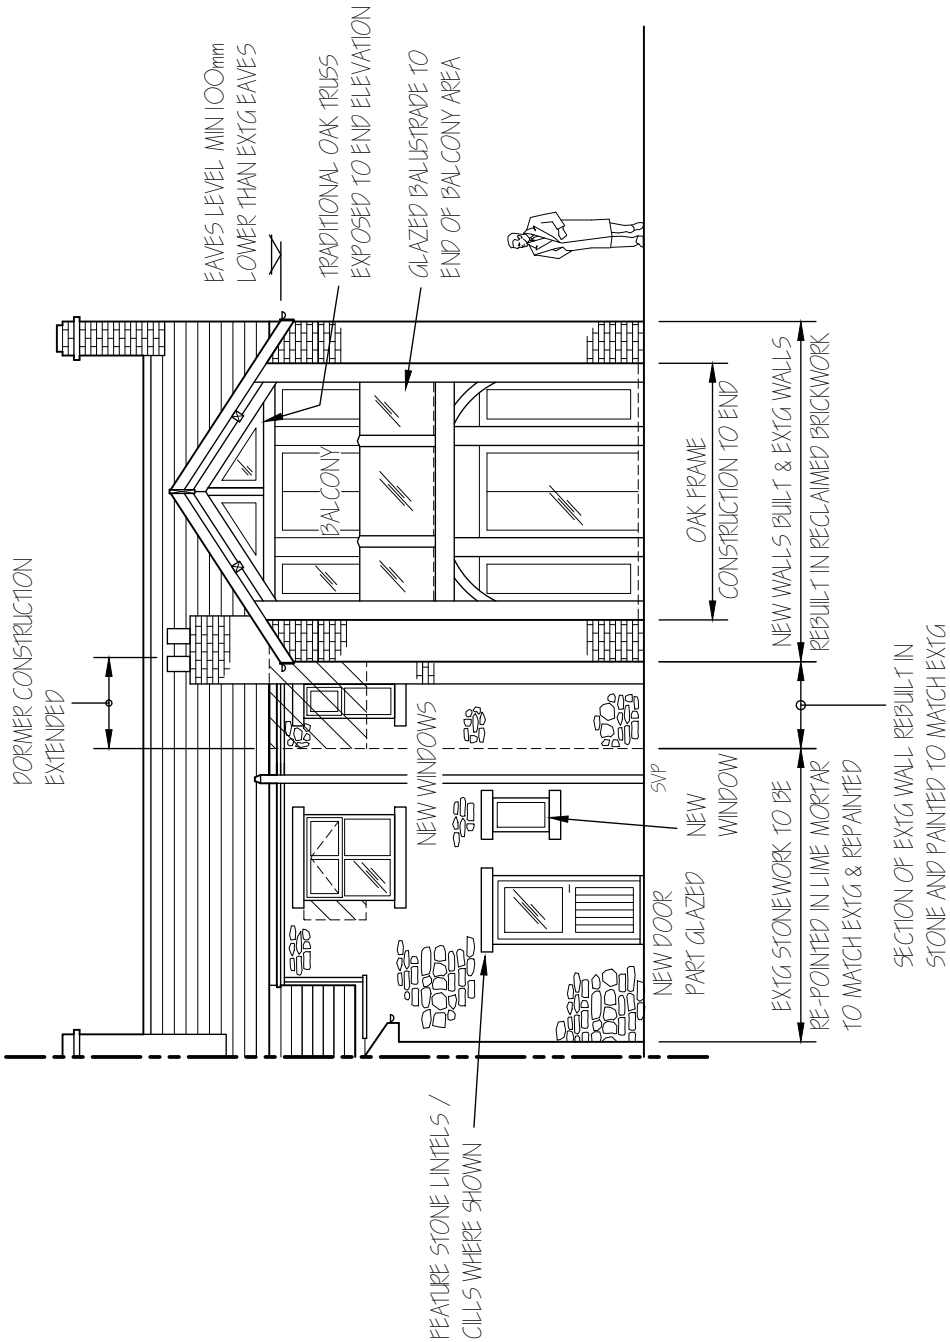 DORMER CONSTRUCTION
EXTENDED
EAVES LEVEL MIN 100mm
LOWER THAN EXTG EAVES
TRADITIONAL OAK TRUSS
EXPOSED TO END ELEVATION
GLAZED BALUSTRADE TO
END OF BALCONY AREA
BALCONY
NEW WINDOWS
FEATURE STONE LINTELS /
CILLS WHERE SHOWN
SVP
NEW
WINDOW
NEW DOOR
PART GLAZED
OAK FRAME
CONSTRUCTION TO END
EXTG STONEWORK TO BE
RE-POINTED IN LIME MORTAR
TO MATCH EXTG & REPAINTED
NEW WALLS BUILT & EXTG WALLS
REBUILT IN RECLAIMED BRICKWORK
SECTION OF EXTG WALL REBUILT IN
STONE AND PAINTED TO MATCH EXTG